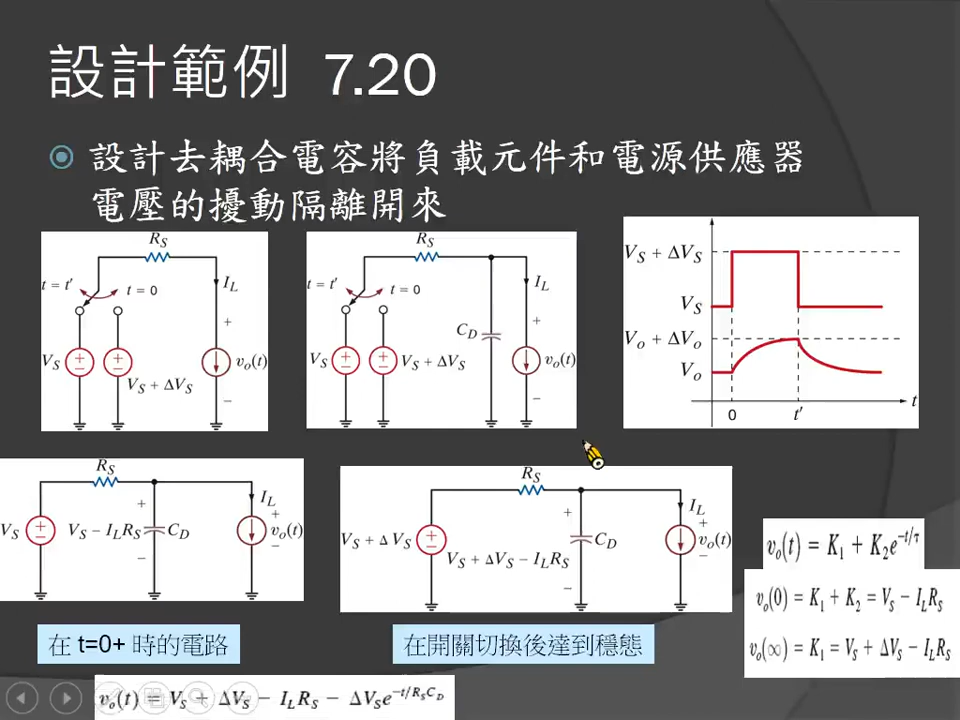 設計範例 7.20
設計去耦合電容將負載元件和電源供應器
電壓的擾動隔離開來
R_S
t = t′
t = 0
I_L
+
V_S
v_o(t)
V_S + ΔV_S
−
R_S
t = t′
t = 0
I_L
C_D
+
V_S
V_S + ΔV_S
v_o(t)
−
V_S + ΔV_S
V_S
V_o + ΔV_o
V_o
0
t′
t
R_S
I_L
+
+
V_S
V_S − I_L R_S
C_D
v_o(t)
−
−
R_S
I_L
+
+
V_S + Δ V_S
C_D
v_o(t)
V_S + ΔV_S − I_L R_S
−
−
v_o(t) = K_1 + K_2 e^{−t/τ}
v_o(0) = K_1 + K_2 = V_S − I_L R_S
v_o(∞) = K_1 = V_S + ΔV_S − I_L R_S
在 t=0+ 時的電路
在開關切換後達到穩態
v_o(t) = V_S + ΔV_S − I_L R_S − ΔV_S e^{−t/R_S C_D}